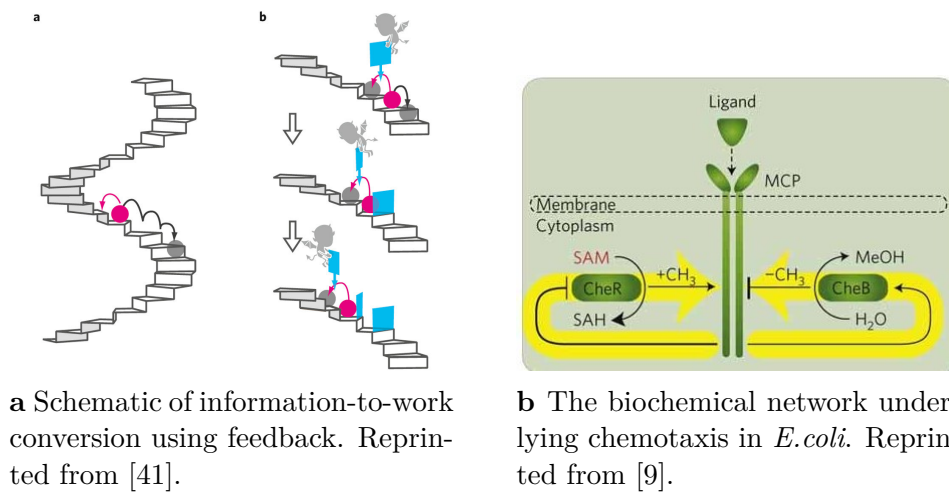 a
b
Ligand
MCP
Membrane
Cytoplasm
SAM
MeOH
CheR
+CH3
−CH3
CheB
SAH
H2O
a Schematic of information-to-work
conversion using feedback. Reprin-
ted from [41].
b The biochemical network under
lying chemotaxis in E.coli. Reprin
ted from [9].